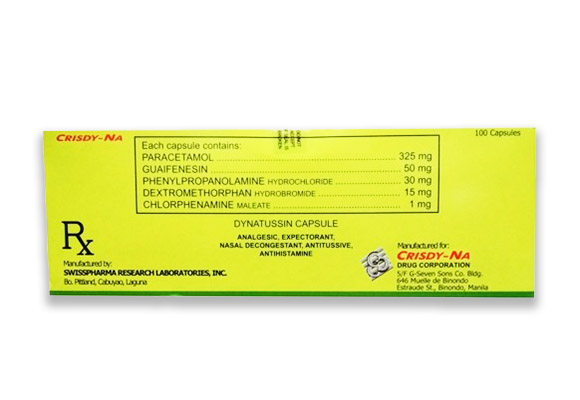 CRISDY-NA
100 Capsules
Each capsule contains:
PARACETAMOL ........ 325 mg
GUAIFENESIN ........ 50 mg
PHENYLPROPANOLAMINE HYDROCHLORIDE ........ 30 mg
DEXTROMETHORPHAN HYDROBROMIDE ........ 15 mg
CHLORPHENAMINE MALEATE ........ 1 mg
DYNATUSSIN CAPSULE
ANALGESIC, EXPECTORANT,
NASAL DECONGESTANT, ANTITUSSIVE,
ANTIHISTAMINE
Rx
Manufactured by:
SWISSPHARMA RESEARCH LABORATORIES, INC.
Bo. Pittland, Cabuyao, Laguna
Manufactured for:
CRISDY-NA
DRUG CORPORATION
5/F G-Seven Sons Co. Bldg.
646 Muelle de Binondo
Estraude St., Binondo, Manila